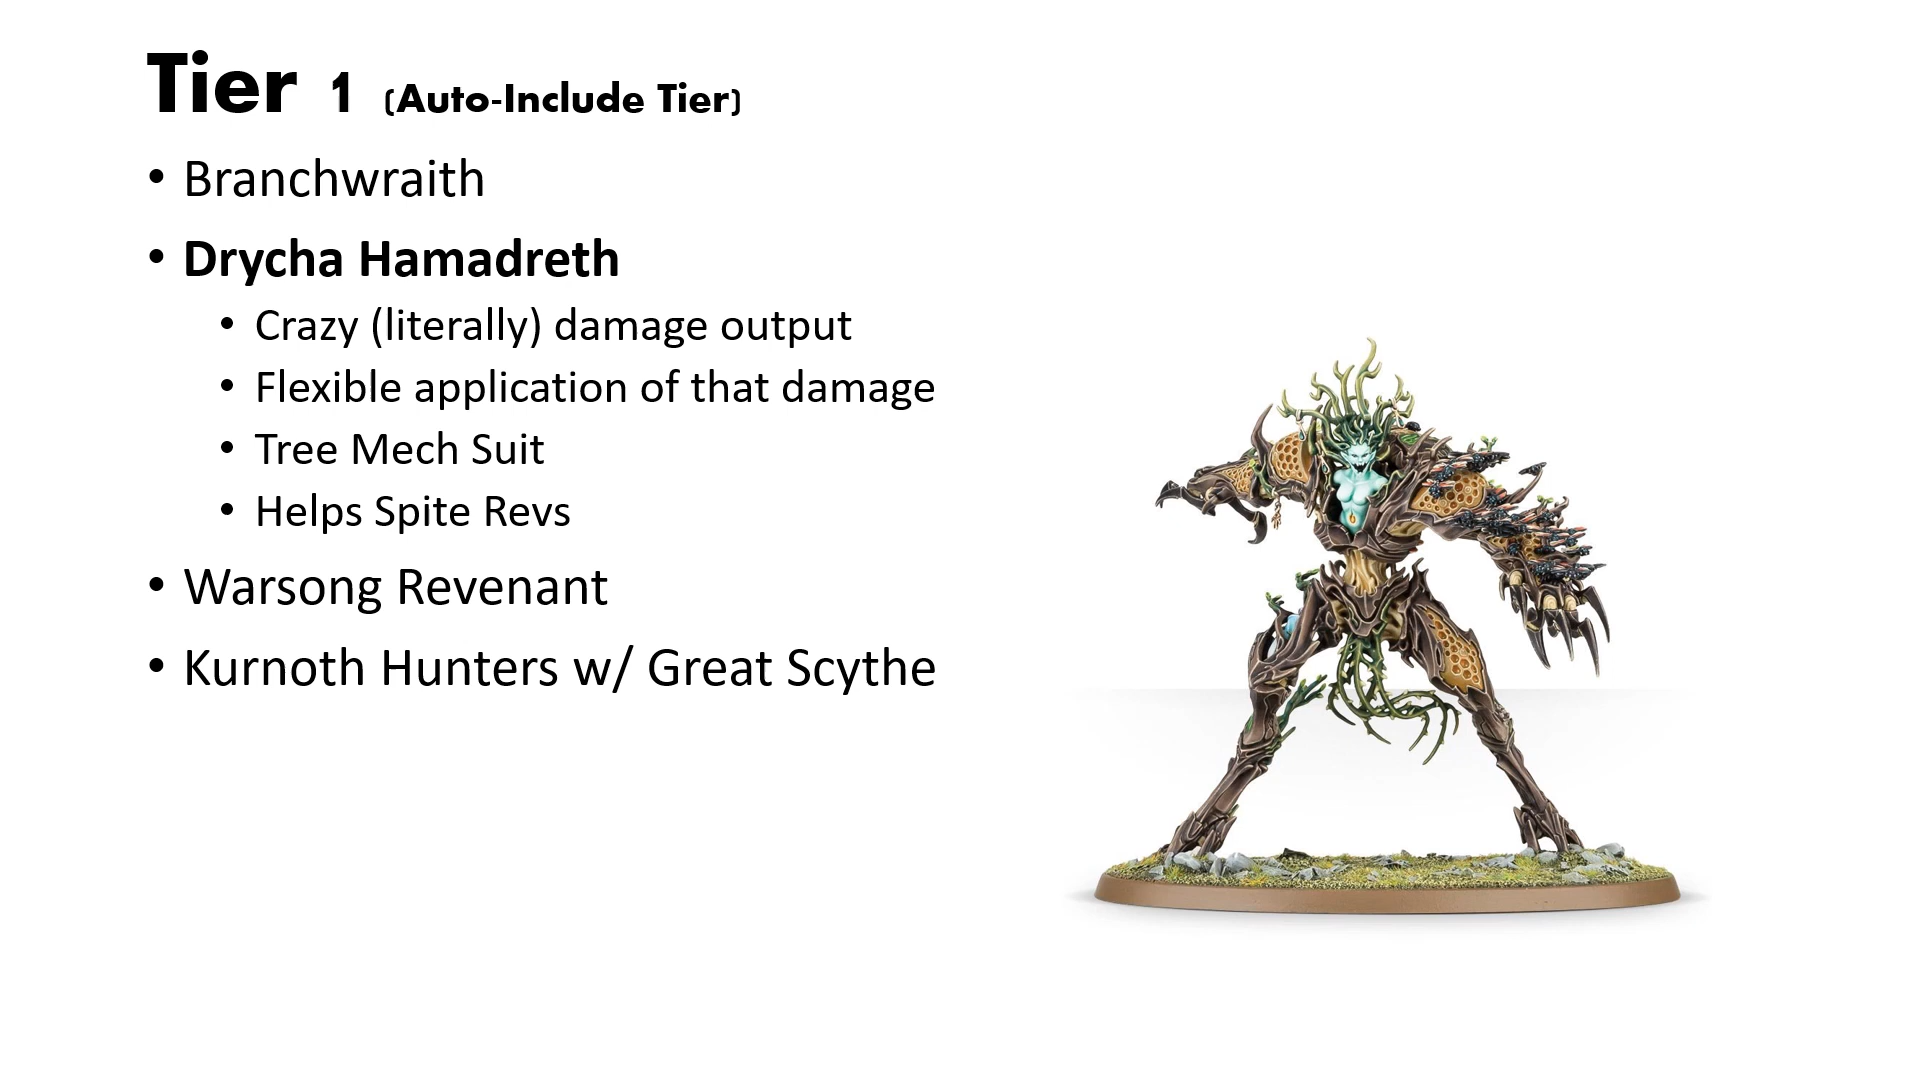 Tier 1 (Auto-Include Tier)
• Branchwraith
• Drycha Hamadreth
• Crazy (literally) damage output
• Flexible application of that damage
• Tree Mech Suit
• Helps Spite Revs
• Warsong Revenant
• Kurnoth Hunters w/ Great Scythe